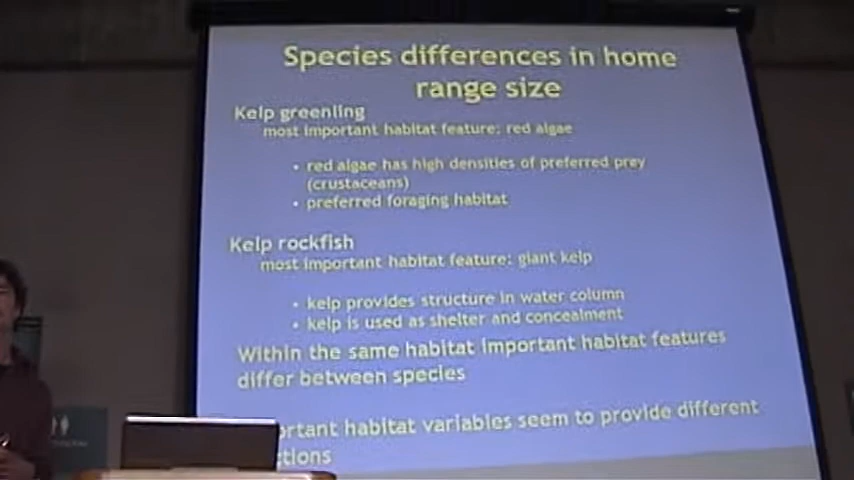 Species differences in home
range size
Kelp greenling
most important habitat feature: red algae
• red algae has high densities of preferred prey
(crustaceans)
• preferred foraging habitat
Kelp rockfish
most important habitat feature: giant kelp
• kelp provides structure in water column
• kelp is used as shelter and concealment
Within the same habitat important habitat features
differ between species
rtant habitat variables seem to provide different
tions